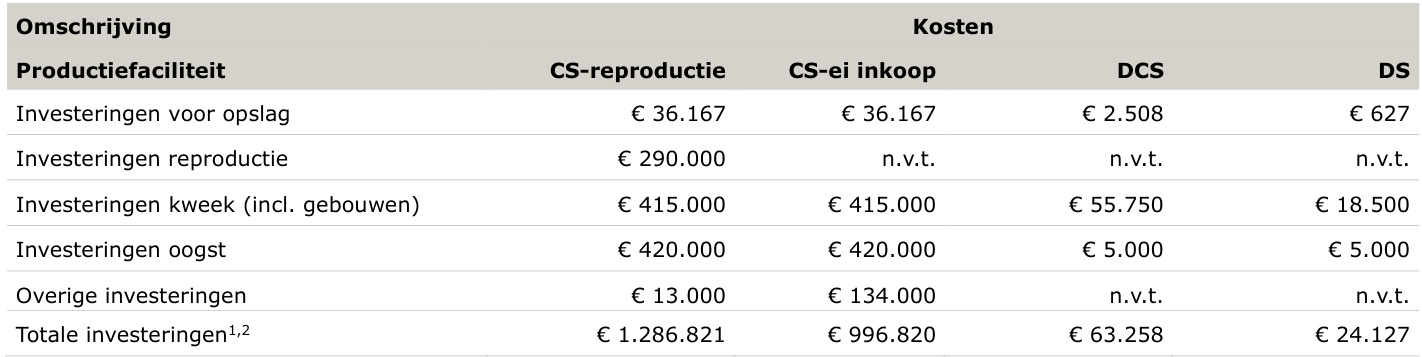 Omschrijving Kosten
Productiefaciliteit CS-reproductie CS-ei inkoop DCS DS
Investeringen voor opslag € 36.167 € 36.167 € 2.508 € 627
Investeringen reproductie € 290.000 n.v.t. n.v.t. n.v.t.
Investeringen kweek (incl. gebouwen) € 415.000 € 415.000 € 55.750 € 18.500
Investeringen oogst € 420.000 € 420.000 € 5.000 € 5.000
Overige investeringen € 13.000 € 134.000 n.v.t. n.v.t.
Totale investeringen1,2 € 1.286.821 € 996.820 € 63.258 € 24.127